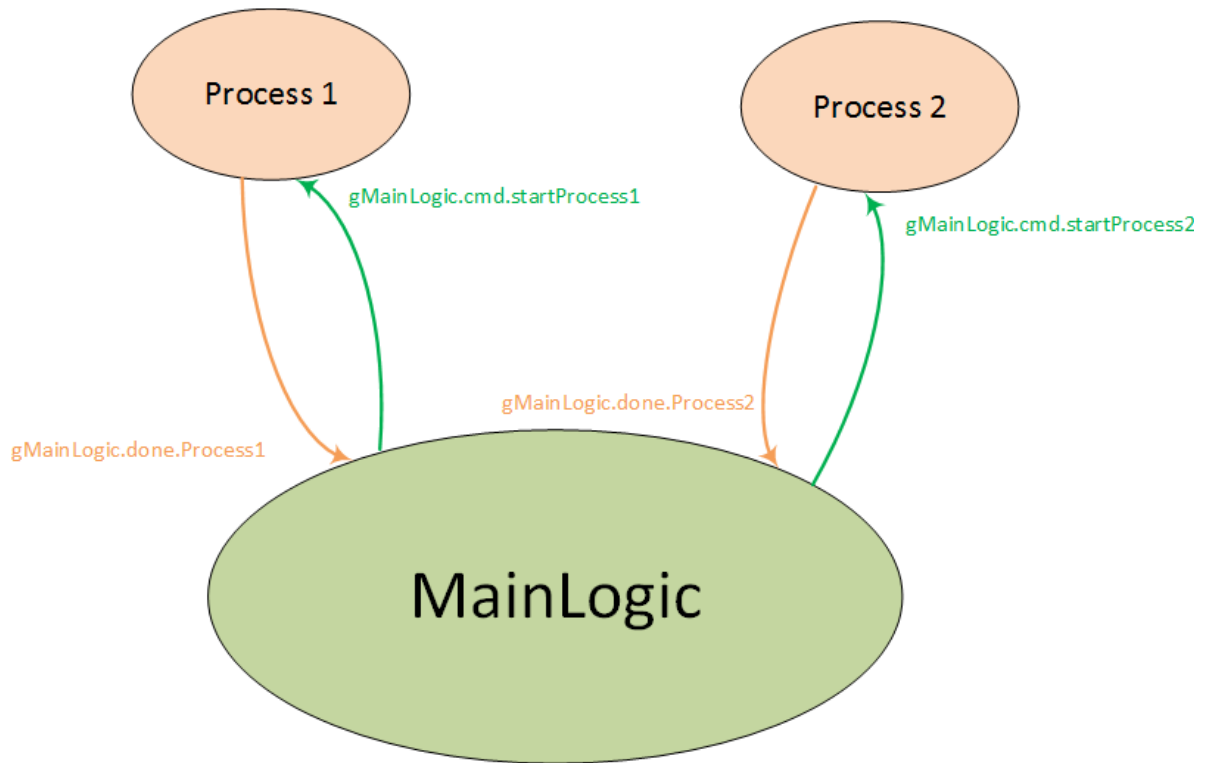 Process 1
Process 2
gMainLogic.cmd.startProcess1
gMainLogic.cmd.startProcess2
gMainLogic.done.Process2
gMainLogic.done.Process1
MainLogic